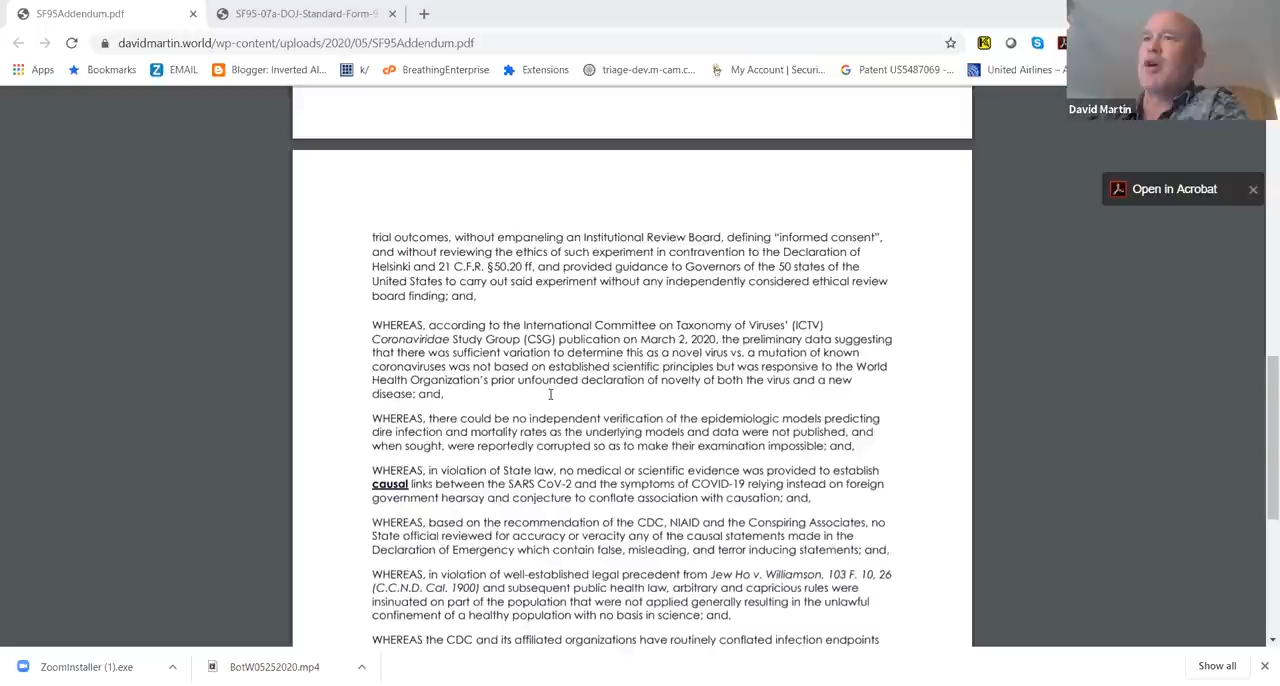 SF95Addendum.pdf
SF95-07a-DOJ-Standard-Form-9
davidmartin.world/wp-content/uploads/2020/05/SF95Addendum.pdf
Apps Bookmarks EMAIL Blogger: Inverted Al... k/ BreathingEnterprise Extensions triage-dev.m-cam.c... My Account | Securi... Patent US5487069 -... United Airlines –
David Martin
Open in Acrobat
trial outcomes, without empaneling an Institutional Review Board, defining “informed consent”,
and without reviewing the ethics of such experiment in contravention to the Declaration of
Helsinki and 21 C.F.R. §50.20 ff, and provided guidance to Governors of the 50 states of the
United States to carry out said experiment without any independently considered ethical review
board finding; and,
WHEREAS, according to the International Committee on Taxonomy of Viruses’ (ICTV)
Coronaviridae Study Group (CSG) publication on March 2, 2020, the preliminary data suggesting
that there was sufficient variation to determine this as a novel virus vs. a mutation of known
coronaviruses was not based on established scientific principles but was responsive to the World
Health Organization’s prior unfounded declaration of novelty of both the virus and a new
disease; and,
WHEREAS, there could be no independent verification of the epidemiologic models predicting
dire infection and mortality rates as the underlying models and data were not published, and
when sought, were reportedly corrupted so as to make their examination impossible; and,
WHEREAS, in violation of State law, no medical or scientific evidence was provided to establish
causal links between the SARS CoV-2 and the symptoms of COVID-19 relying instead on foreign
government hearsay and conjecture to conflate association with causation; and,
WHEREAS, based on the recommendation of the CDC, NIAID and the Conspiring Associates, no
State official reviewed for accuracy or veracity any of the causal statements made in the
Declaration of Emergency which contain false, misleading, and terror inducing statements; and,
WHEREAS, in violation of well-established legal precedent from Jew Ho v. Williamson, 103 F. 10, 26
(C.C.N.D. Cal. 1900) and subsequent public health law, arbitrary and capricious rules were
insinuated on part of the population that were not applied generally resulting in the unlawful
confinement of a healthy population with no basis in science; and,
WHEREAS the CDC and its affiliated organizations have routinely conflated infection endpoints
ZoomInstaller (1).exe
BotW05252020.mp4
Show all